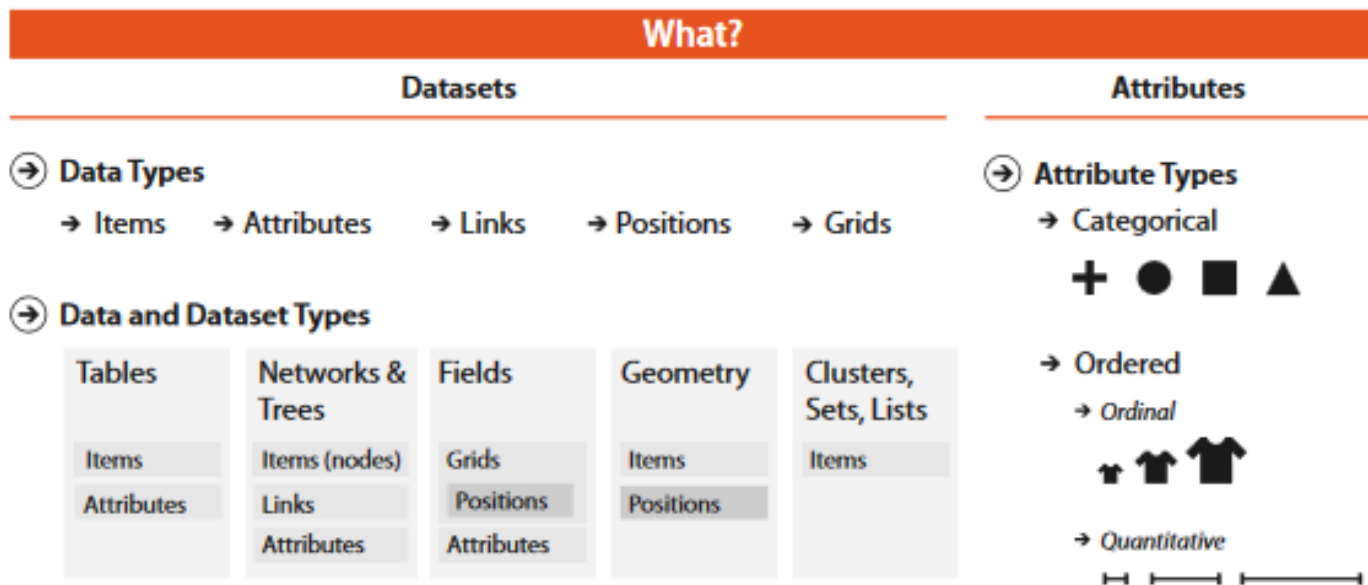 What?
Datasets
Attributes
Data Types
Items Attributes Links Positions Grids
Data and Dataset Types
Tables
Items
Attributes
Networks &
Trees
Items (nodes)
Links
Attributes
Fields
Grids
Positions
Attributes
Geometry
Items
Positions
Clusters,
Sets, Lists
Items
Attribute Types
Categorical
Ordered
Ordinal
Quantitative